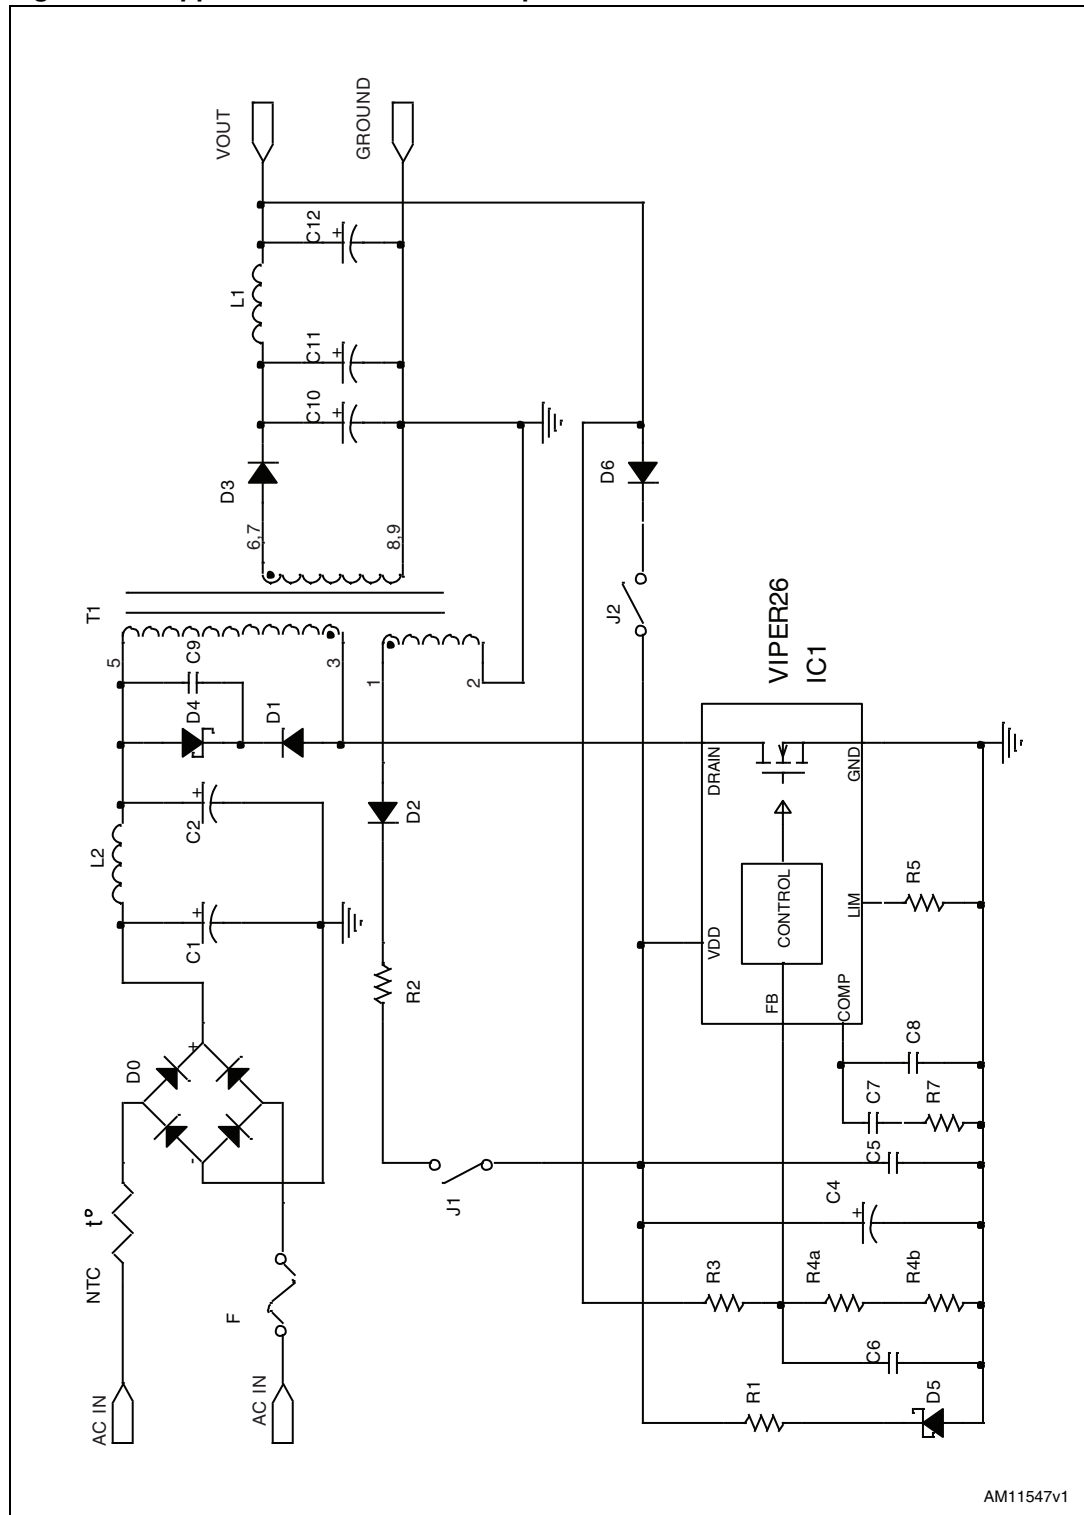 VOUT
GROUND
C12
+
L1
C11
+
C10
+
D3
6,7
8,9
D6
T1
5
3
C9
1
2
J2
D4
D1
VIPER26
IC1
C2
+
D2
DRAIN
GND
L2
C1
+
R2
VDD
CONTROL
LIM
R5
FB
COMP
D0
+
-
C8
C7
R7
C5
J1
t°
NTC
C4
+
R3
R4a
R4b
F
C6
AC IN
AC IN
R1
D5
AM11547v1